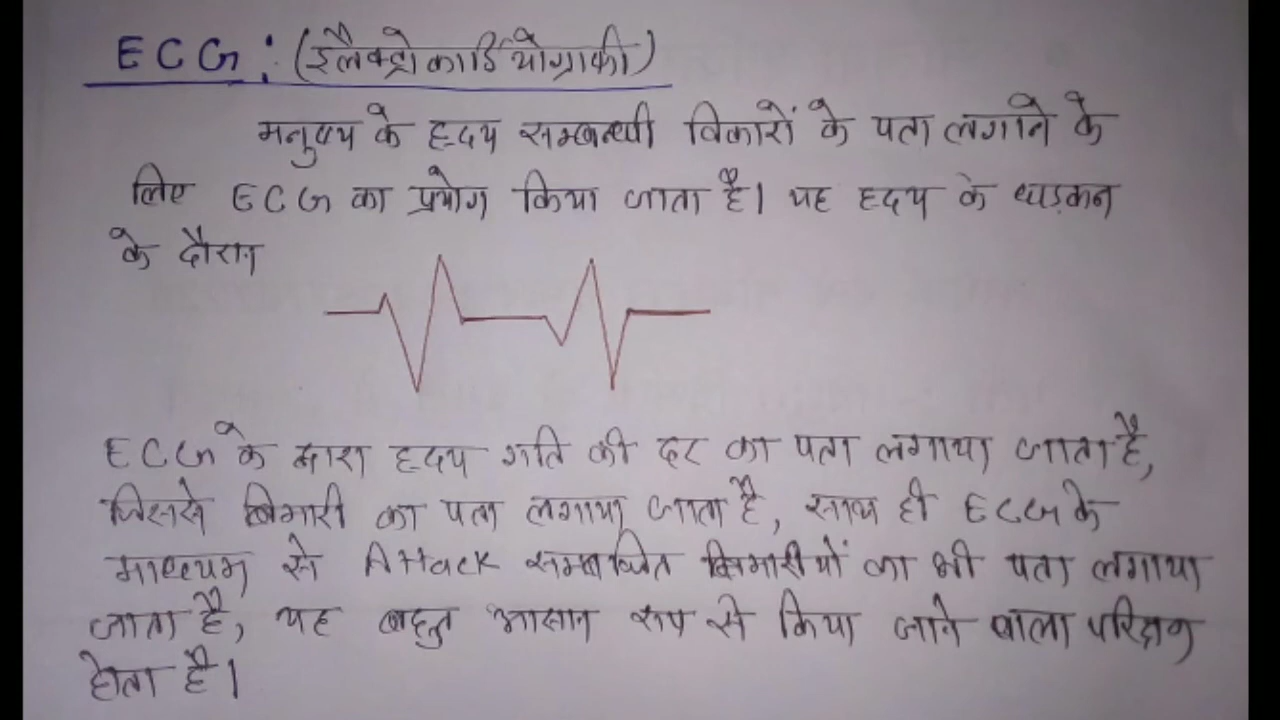 ECG : (ईलैक्ट्रो कार्डियोग्राफी)
मनुष्य के ह्दय सम्बन्धी विकारों के पता लगाने के
लिए ECG का प्रयोग किया जाता है। यह ह्दय के धड़कन
के दौरान
ECG के द्वारा ह्दय गति की दर का पता लगाया जाता है,
जिससे बिमारी का पता लगाया जाता है, साथ ही ECG के
माध्यम से Attack सम्बन्धित बिमारीयों का भी पता लगाया
जाता है, यह बहुत आसान रूप से किया जाने वाला परिक्षण
होता है।